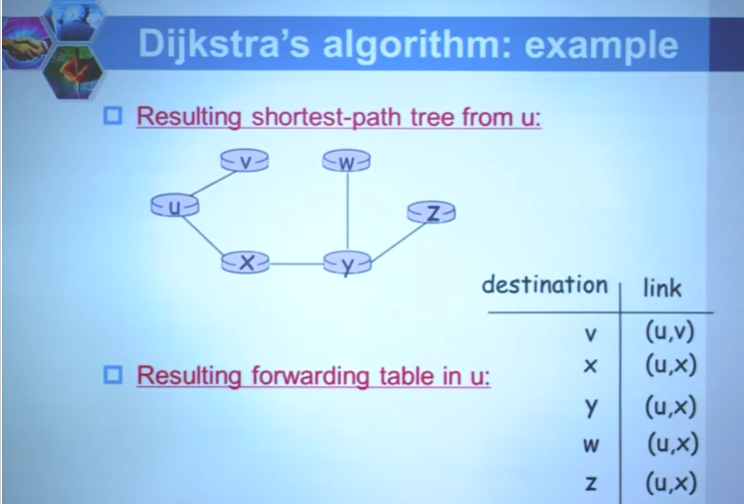 Dijkstra's algorithm: example
Resulting shortest-path tree from u:
v
w
u
z
x
y
destination link
v (u,v)
x (u,x)
Resulting forwarding table in u:
y (u,x)
w (u,x)
z (u,x)